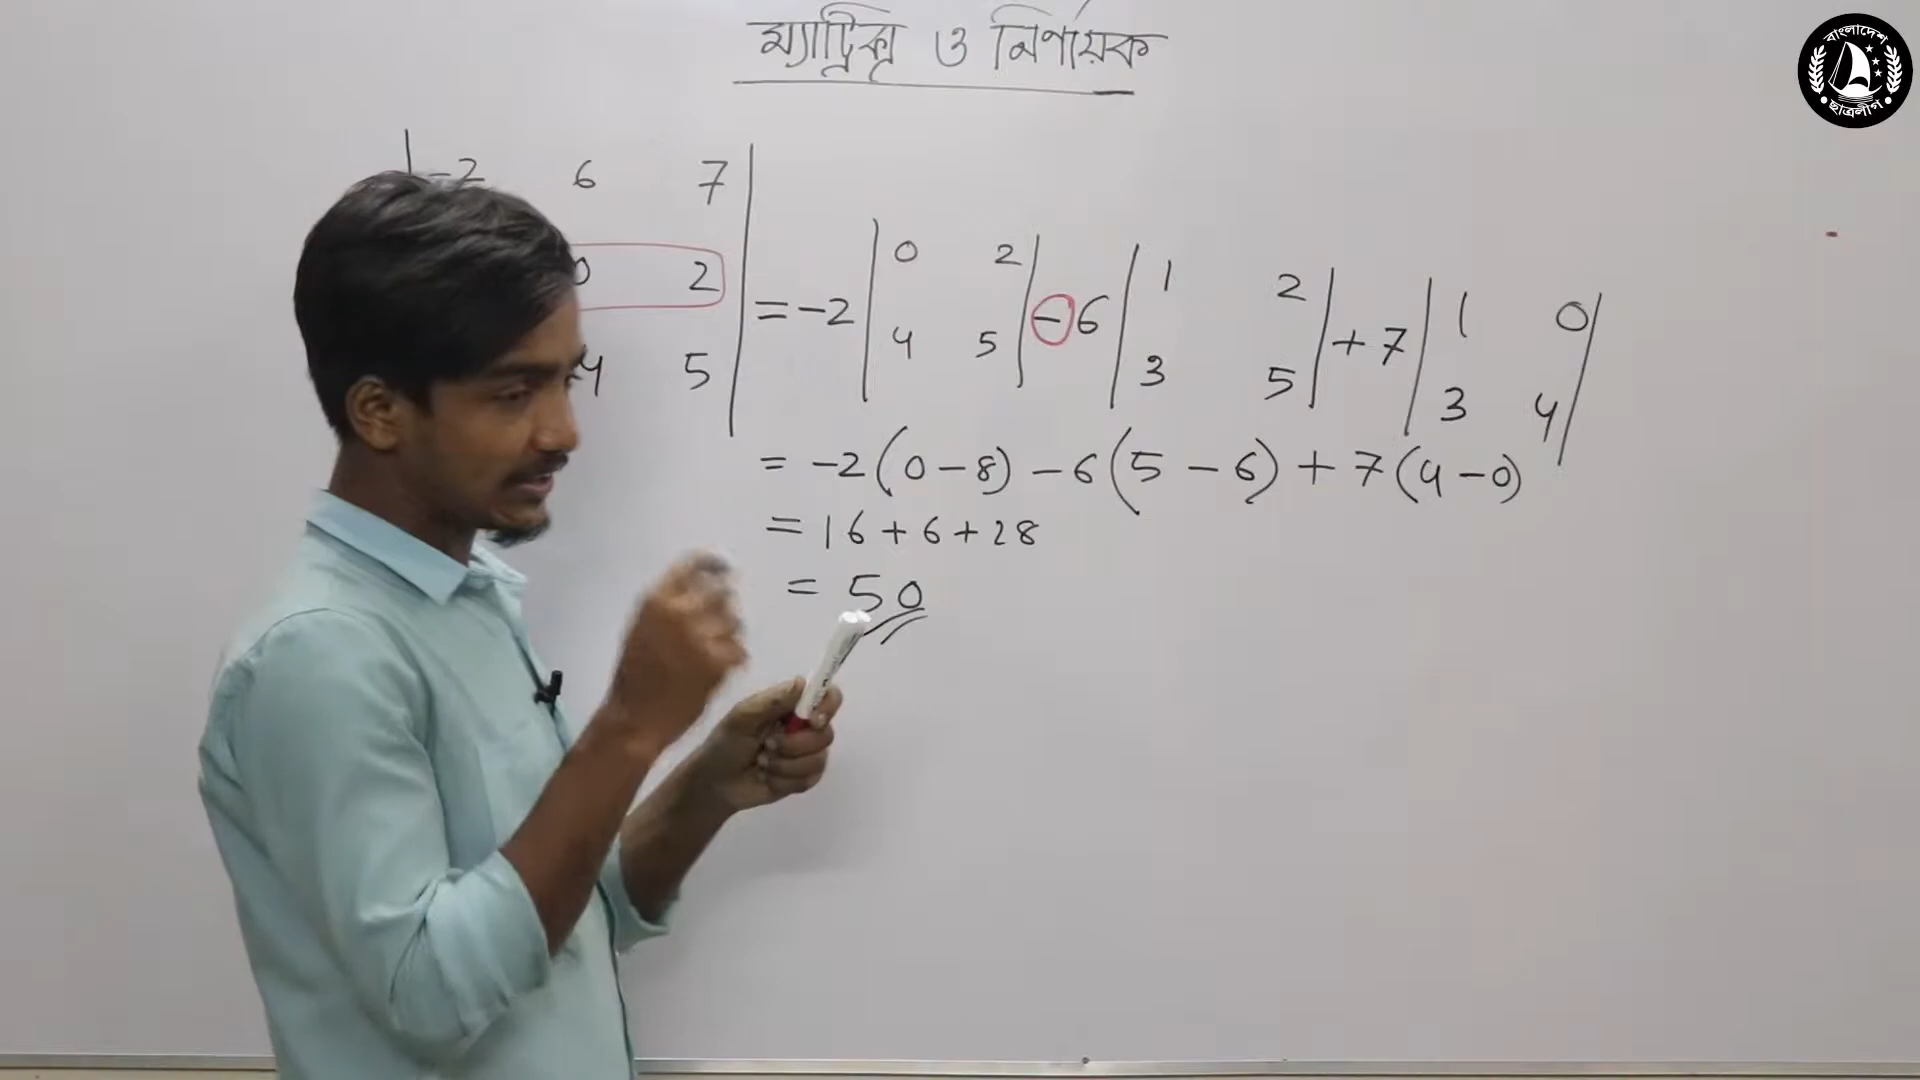 ম্যাট্রিক্স ও নির্ণায়ক
বাংলাদেশ
ছাত্রলীগ
-2 6 7
0 2
4 5
= -2 | 0 2 | - 6 | 1 2 | + 7 | 1 0 |
| 4 5 | | 3 5 | | 3 4 |
= -2 (0 - 8) - 6 (5 - 6) + 7 (4 - 0)
= 16 + 6 + 28
= 50